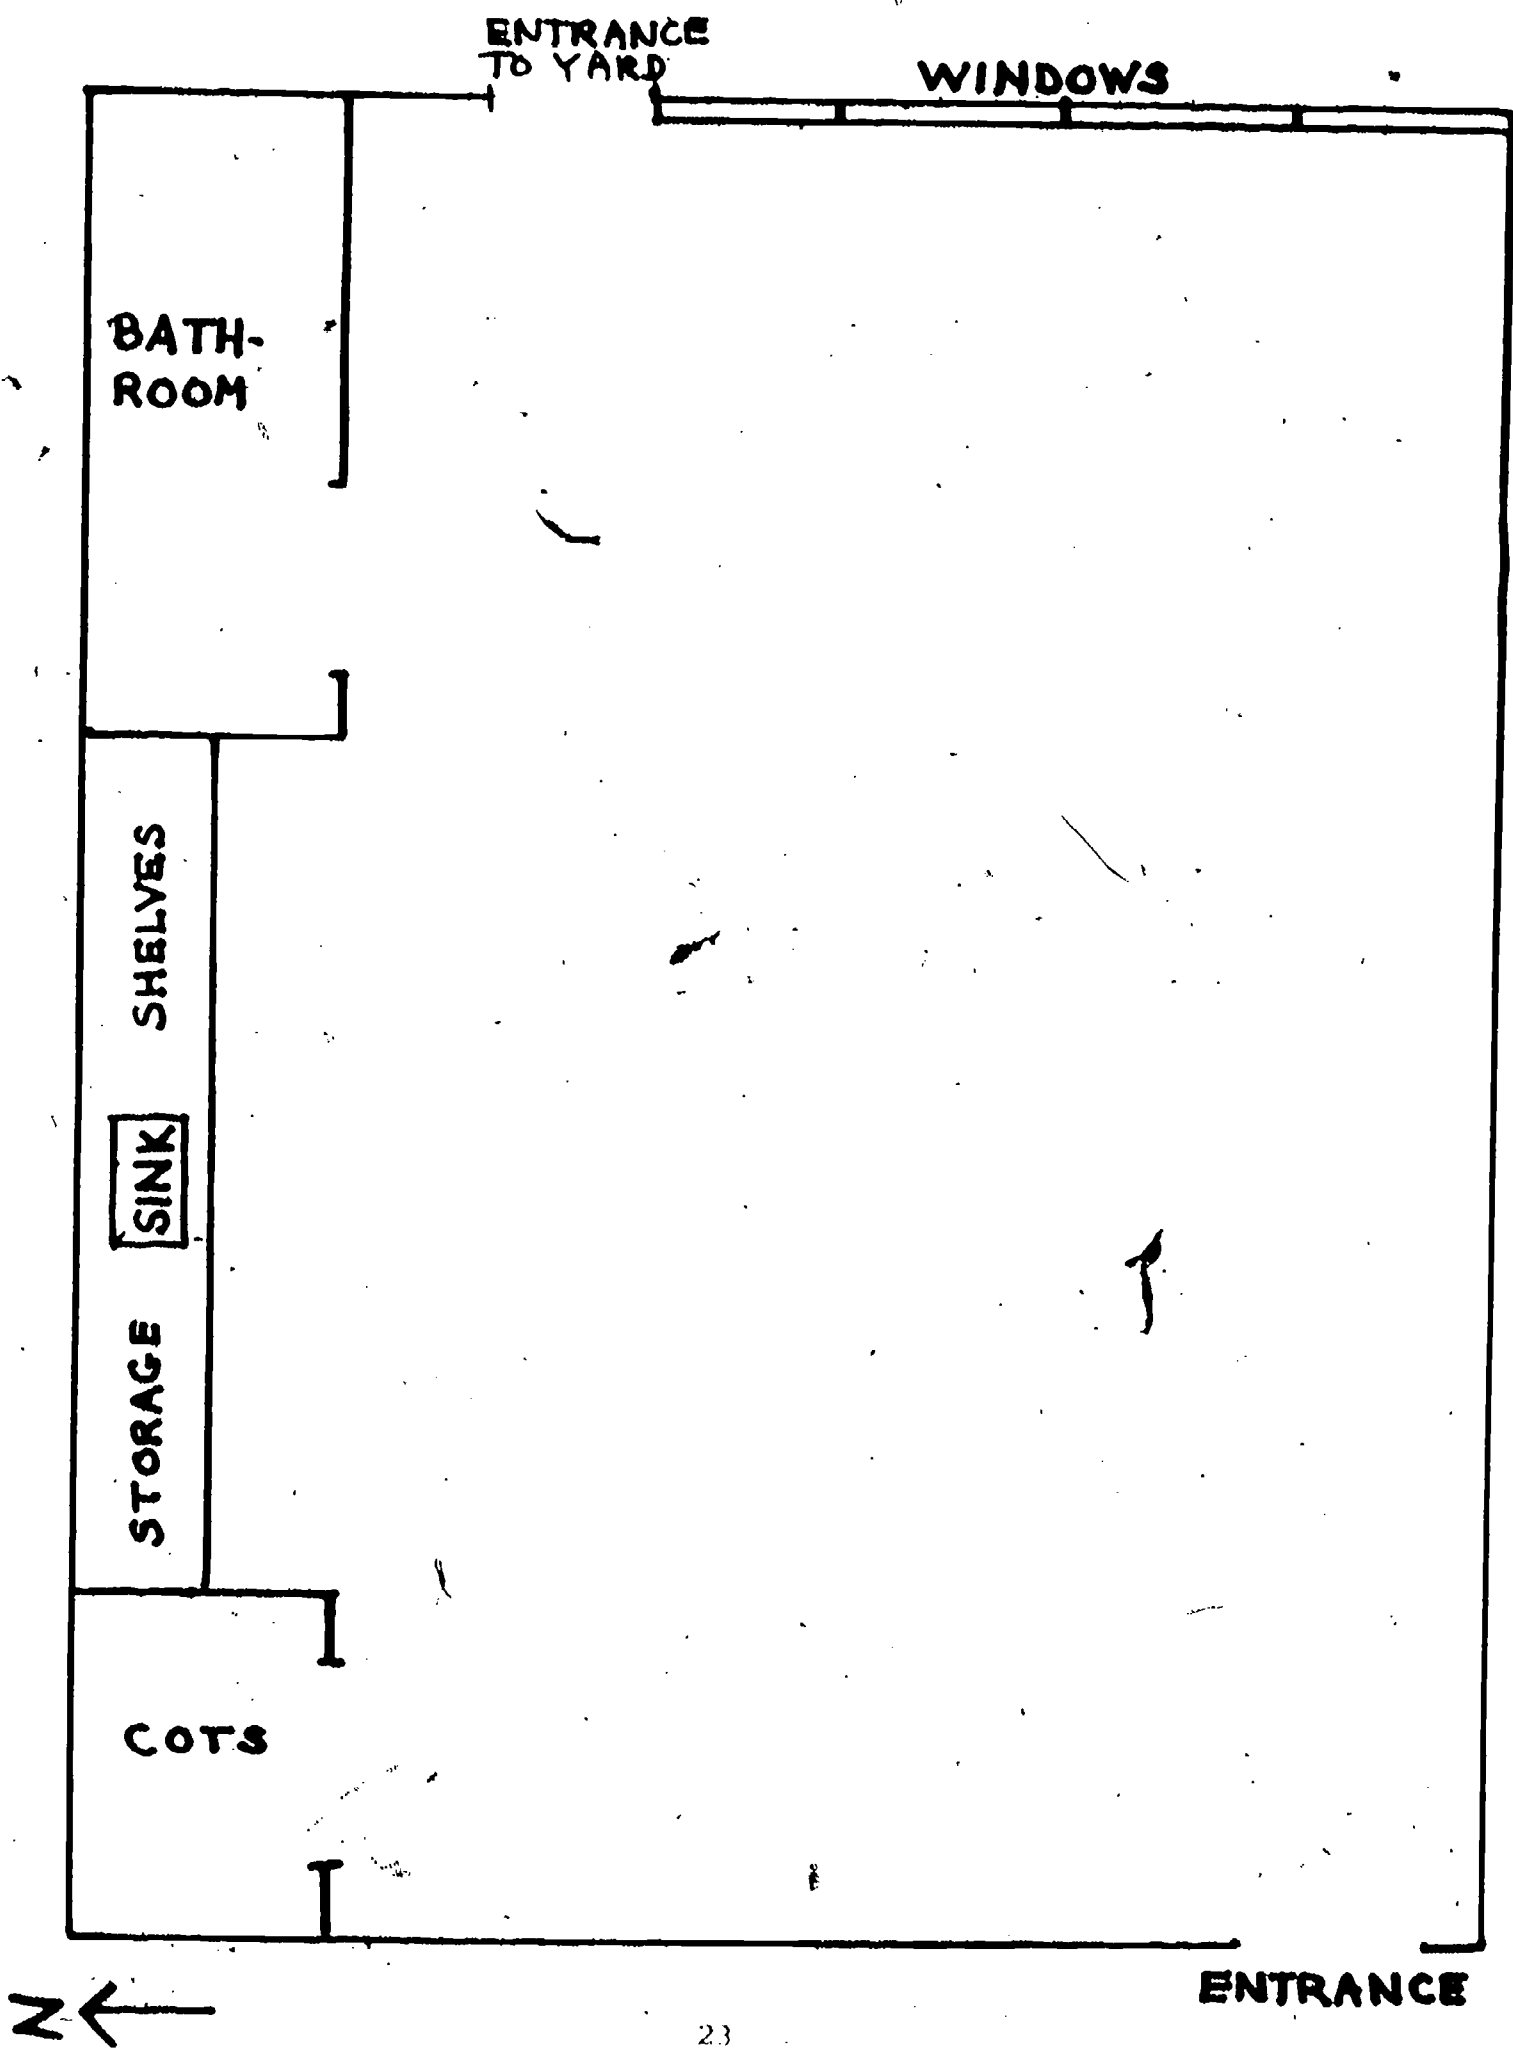 ENTRANCE
TO YARD
WINDOWS
BATH-
ROOM
SHELVES
SINK
STORAGE
COTS
ENTRANCE
N
23